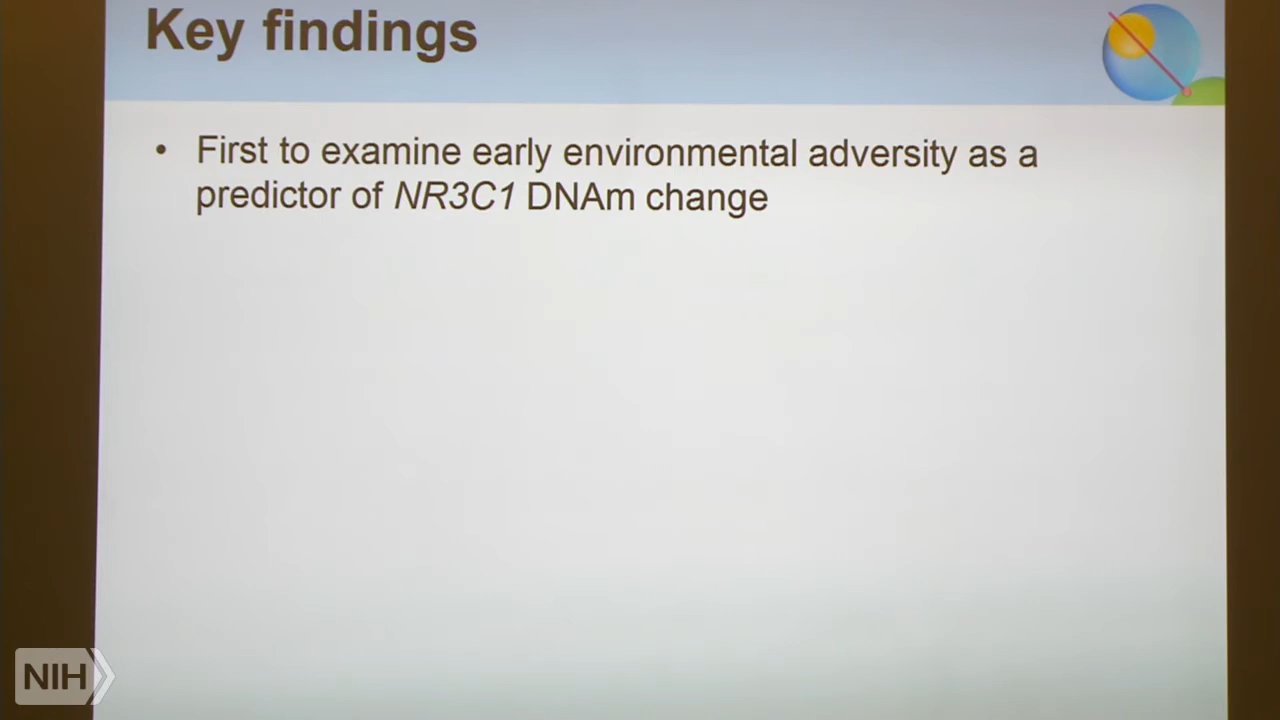 Key findings
• First to examine early environmental adversity as a
predictor of NR3C1 DNAm change
NIH